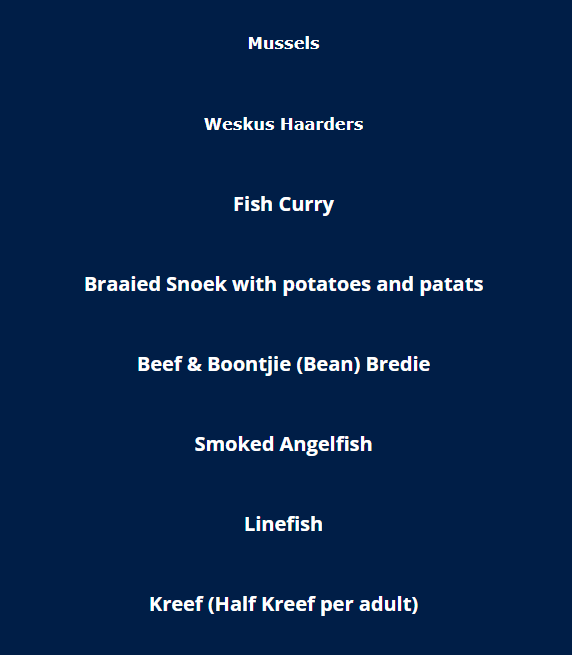 Mussels
Weskus Haarders
Fish Curry
Braaied Snoek with potatoes and patats
Beef & Boontjie (Bean) Bredie
Smoked Angelfish
Linefish
Kreef (Half Kreef per adult)